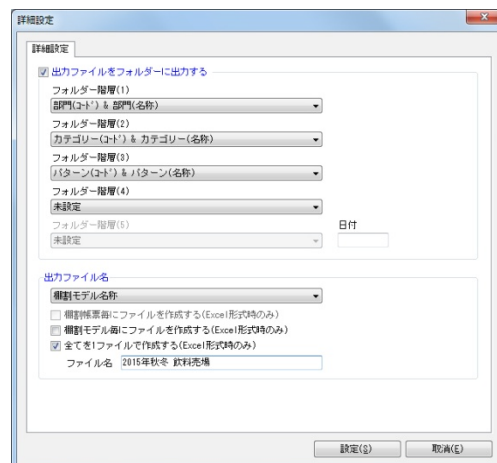 詳細設定
詳細設定
出力ファイルをフォルダーに出力する
フォルダー階層(1)
部門(ｺｰﾄﾞ) & 部門(名称)
フォルダー階層(2)
カテゴリー(ｺｰﾄﾞ) & カテゴリー(名称)
フォルダー階層(3)
パターン(ｺｰﾄﾞ) & パターン(名称)
フォルダー階層(4)
未設定
フォルダー階層(5) 日付
未設定
出力ファイル名
棚割モデル名称
棚割帳票毎にファイルを作成する(Excel形式時のみ)
棚割モデル毎にファイルを作成する(Excel形式時のみ)
全てを1ファイルで作成する(Excel形式時のみ)
ファイル名 2015年秋冬 飲料売場
設定(S) 取消(E)